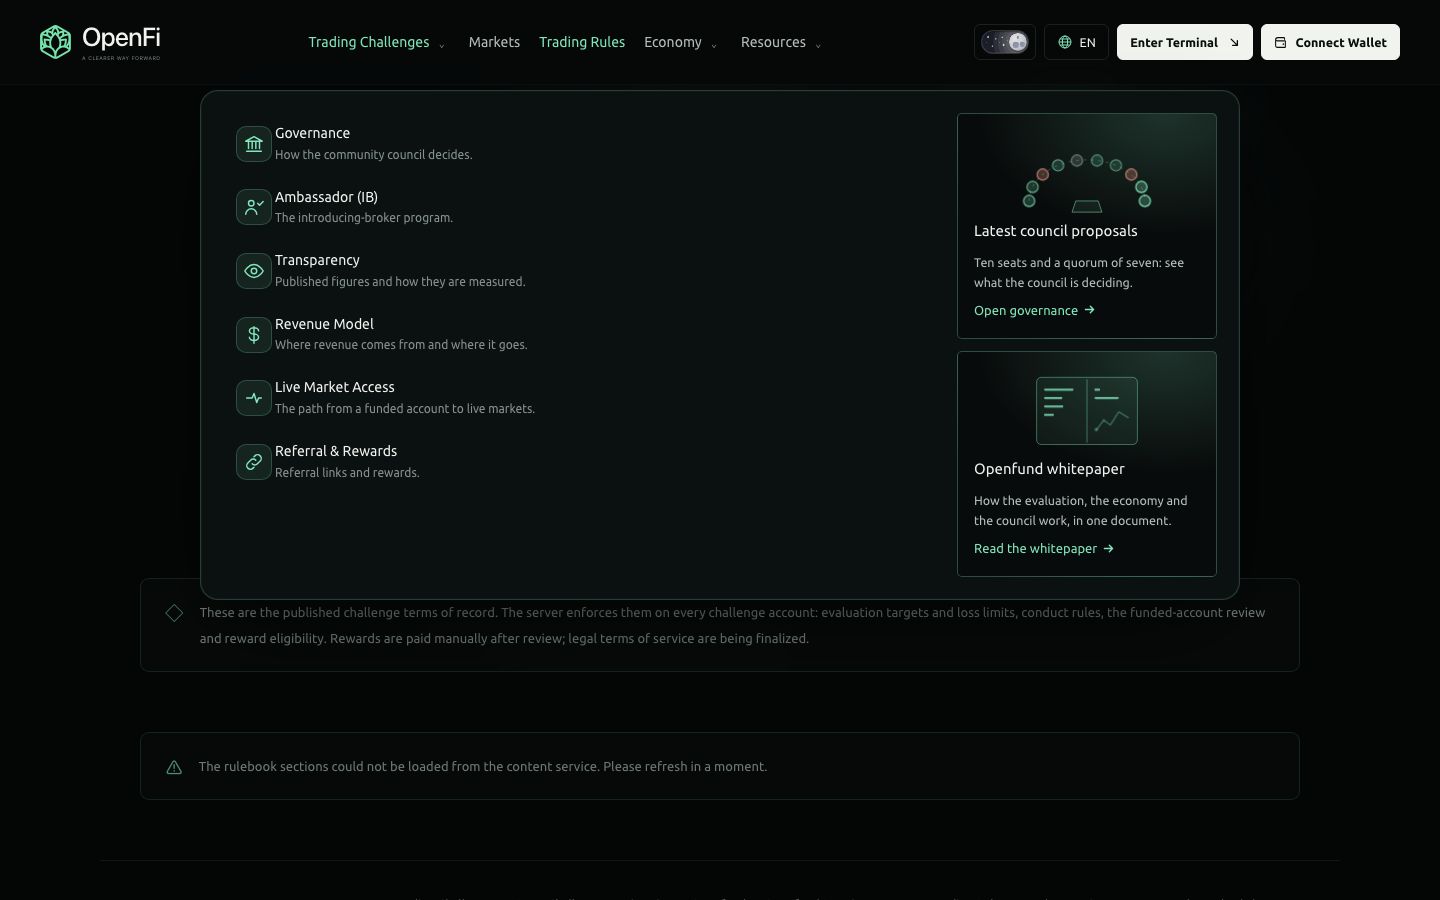 OpenFi
A CLEARER WAY FORWARD
Trading Challenges
Markets
Trading Rules
Economy
Resources
EN
Enter Terminal
Connect Wallet
Governance
How the community council decides.
Ambassador (IB)
The introducing-broker program.
Transparency
Published figures and how they are measured.
Revenue Model
Where revenue comes from and where it goes.
Live Market Access
The path from a funded account to live markets.
Referral & Rewards
Referral links and rewards.
Latest council proposals
Ten seats and a quorum of seven: see
what the council is deciding.
Open governance →
Openfund whitepaper
How the evaluation, the economy and
the council work, in one document.
Read the whitepaper →
These are the published challenge terms of record. The server enforces them on every challenge account: evaluation targets and loss limits, conduct rules, the funded-account review
and reward eligibility. Rewards are paid manually after review; legal terms of service are being finalized.
The rulebook sections could not be loaded from the content service. Please refresh in a moment.